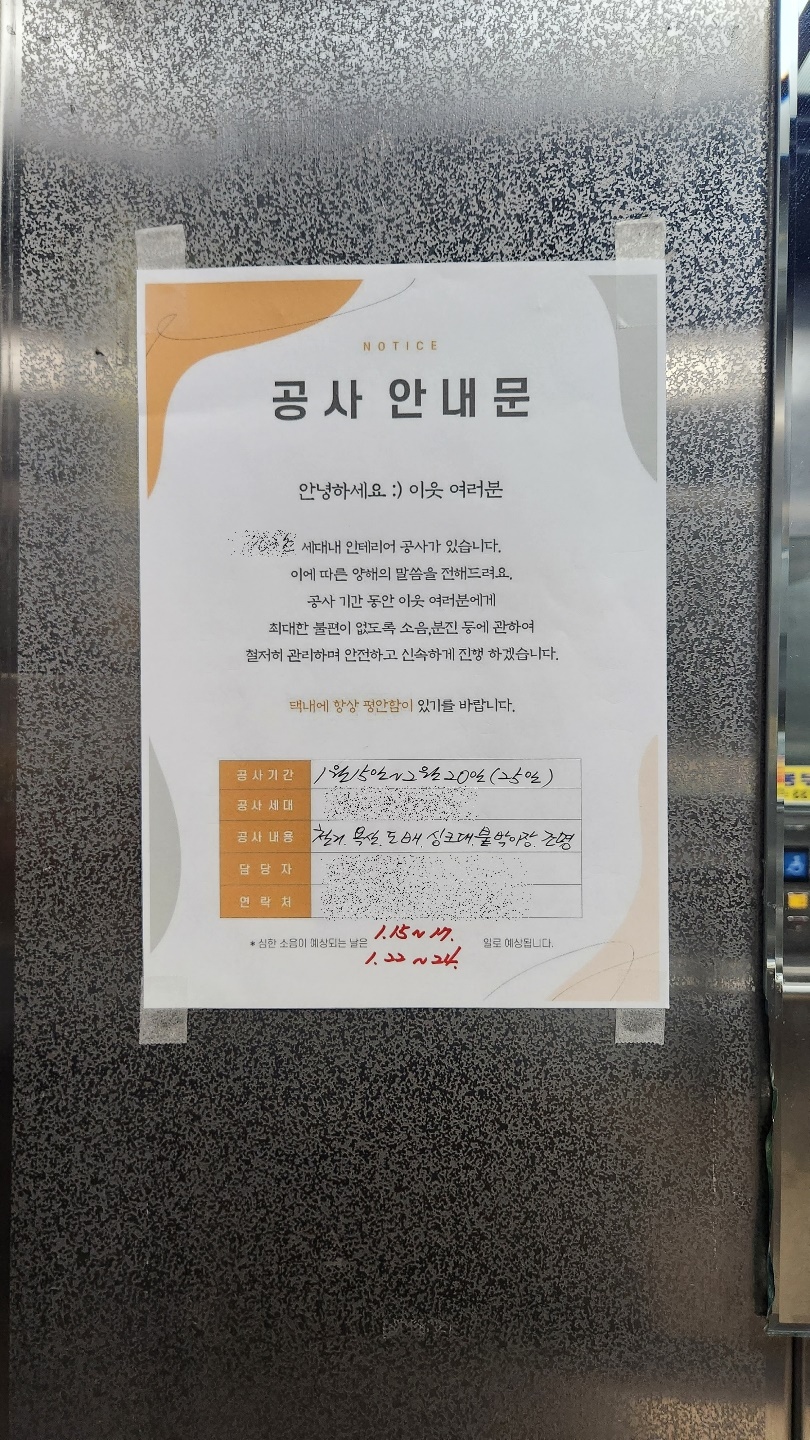 NOTICE
공사 안내문
안녕하세요 :) 이웃 여러분
세대내 인테리어 공사가 있습니다.
이에 따른 양해의 말씀을 전해드려요.
공사 기간 동안 이웃 여러분에게
최대한 불편이 없도록 소음,분진 등에 관하여
철저히 관리하며 안전하고 신속하게 진행 하겠습니다.
댁내에 항상 평안함이 있기를 바랍니다.
공사기간 1월15일~2월20일(25일)
공사세대
공사내용 철거. 목실. 도배. 싱크대. 붙박이장. 조명
담당자
연락처
* 심한 소음이 예상되는 날은 1.15~17. 일로 예상됩니다.
1.22~24.